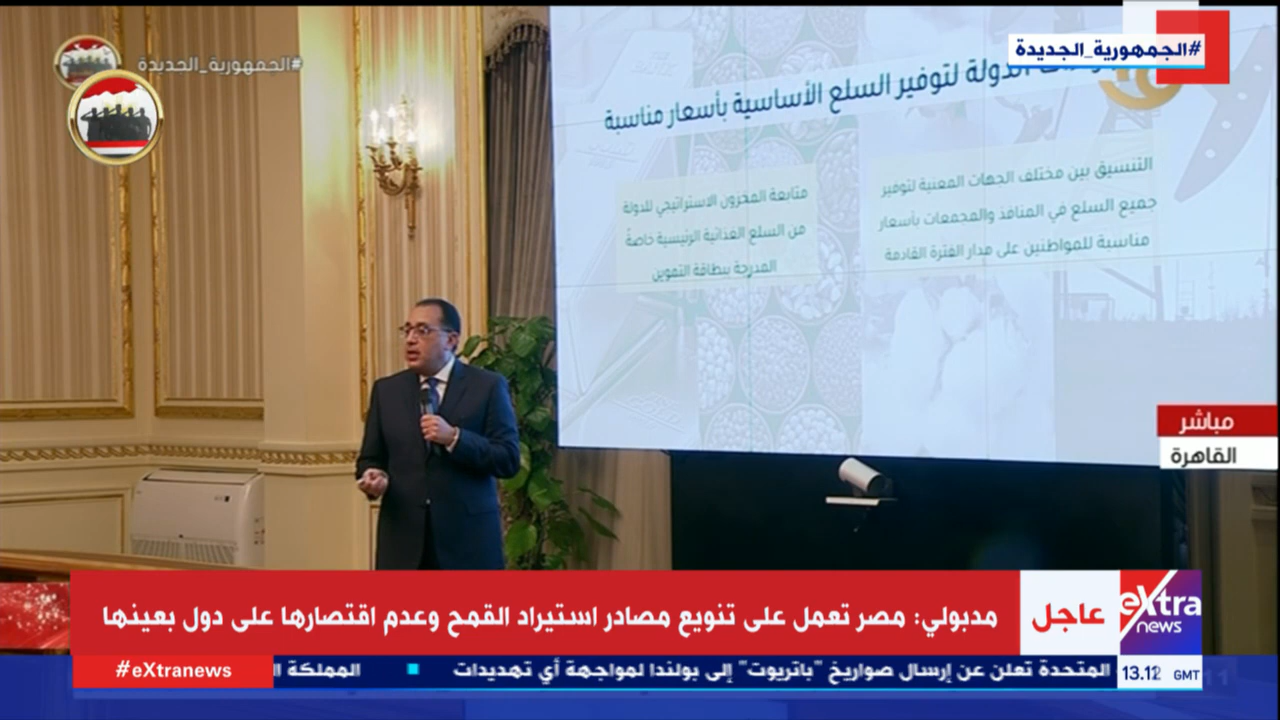 #الجمهورية_الجديدة
#الجمهورية_الجديدة
الدولة لتوفير السلع الأساسية بأسعار مناسبة
التنسيق بين مختلف الجهات المعنية لتوفير
جميع السلع في المنافذ والمجمعات بأسعار
مناسبة للمواطنين على مدار الفترة القادمة
متابعة المخزون الاستراتيجي للدولة
من السلع الغذائية الرئيسية خاصةً
المدرجة ببطاقة التموين
مباشر
القاهرة
eXtra
news
عاجل
مدبولي: مصر تعمل على تنويع مصادر استيراد القمح وعدم اقتصارها على دول بعينها
#eXtranews
المتحدة تعلن عن إرسال صواريخ "باتريوت" إلى بولندا لمواجهة أي تهديدات
المملكة
13.12 GMT